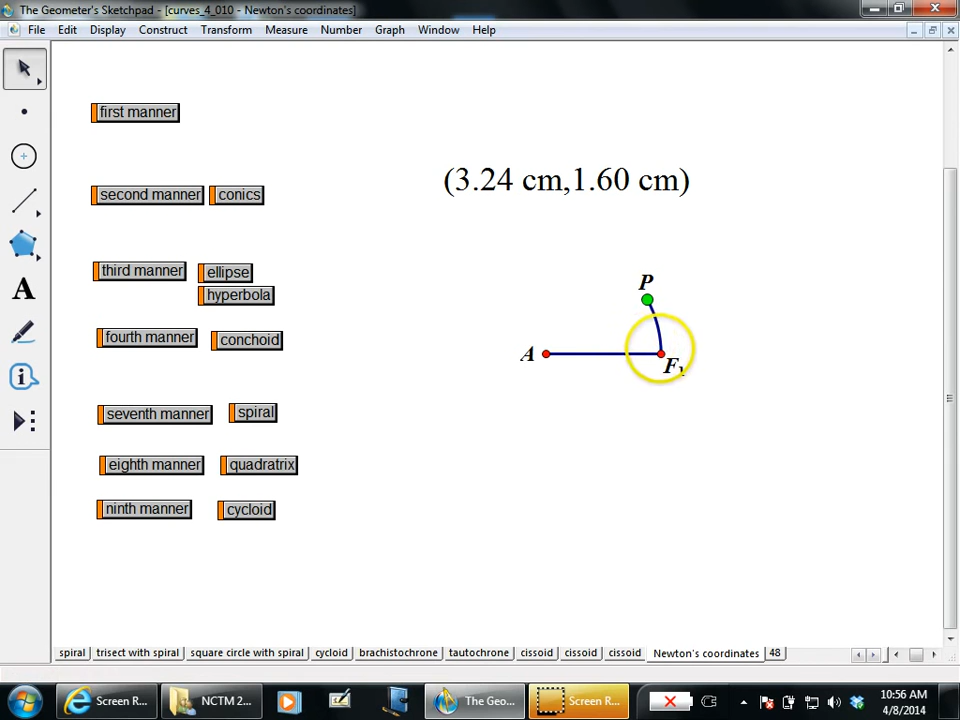 The Geometer's Sketchpad - [curves_4_010 - Newton's coordinates]
File Edit Display Construct Transform Measure Number Graph Window Help
first manner
(3.24 cm,1.60 cm)
second manner conics
third manner ellipse
hyperbola
P
fourth manner conchoid
A
F₁
seventh manner spiral
eighth manner quadratrix
ninth manner cycloid
A
spiral trisect with spiral square circle with spiral cycloid brachistochrone tautochrone cissoid cissoid cissoid Newton's coordinates 48
Screen R... NCTM 2... The Geo... Screen R...
10:56 AM
4/8/2014